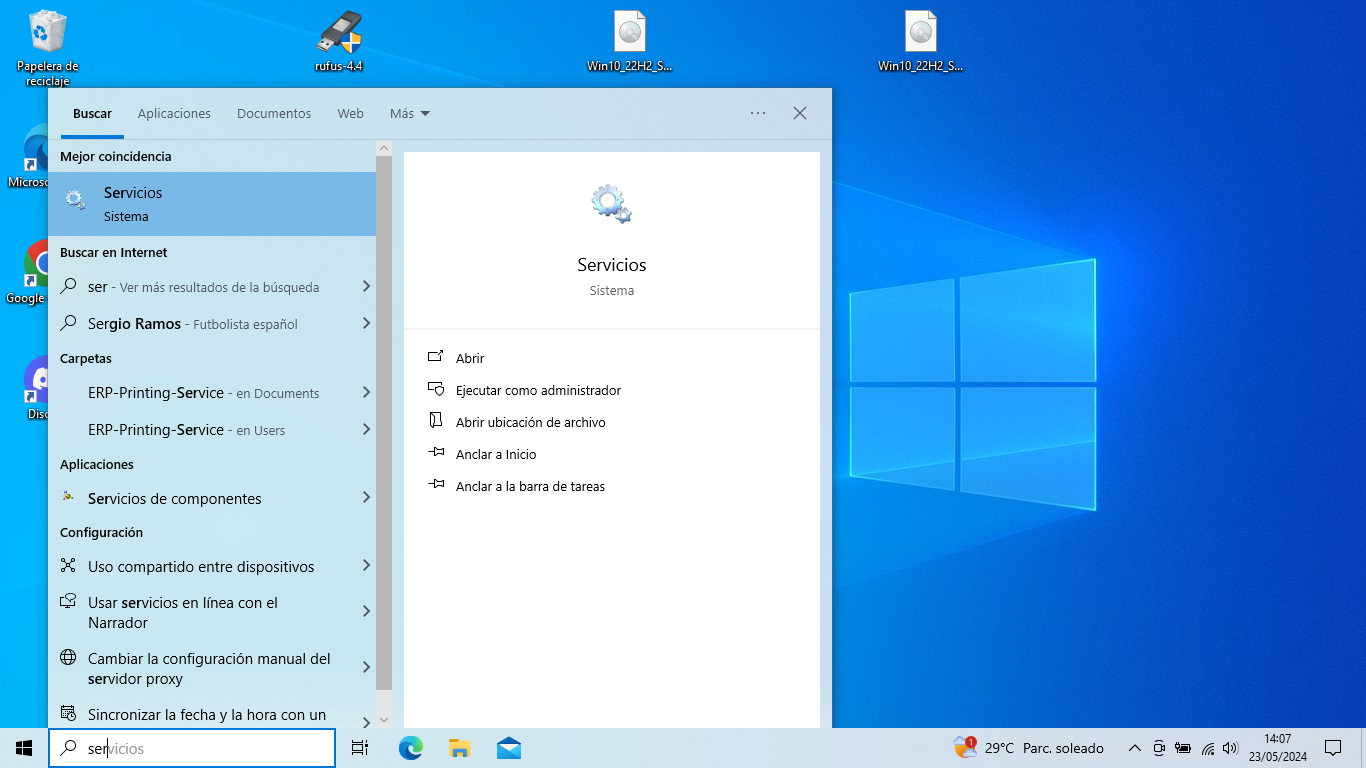 Papelera de
reciclaje
rufus-4.4
Win10_22H2_S...
Win10_22H2_S...
Micros
Google
Disc
Buscar
Aplicaciones
Documentos
Web
Más
Mejor coincidencia
Servicios
Sistema
Buscar en Internet
ser - Ver más resultados de la búsqueda
Sergio Ramos - Futbolista español
Carpetas
ERP-Printing-Service - en Documents
ERP-Printing-Service - en Users
Aplicaciones
Servicios de componentes
Configuración
Uso compartido entre dispositivos
Usar servicios en línea con el
Narrador
Cambiar la configuración manual del
servidor proxy
Sincronizar la fecha y la hora con un
Servicios
Sistema
Abrir
Ejecutar como administrador
Abrir ubicación de archivo
Anclar a Inicio
Anclar a la barra de tareas
servicios
1
29°C Parc. soleado
14:07
23/05/2024